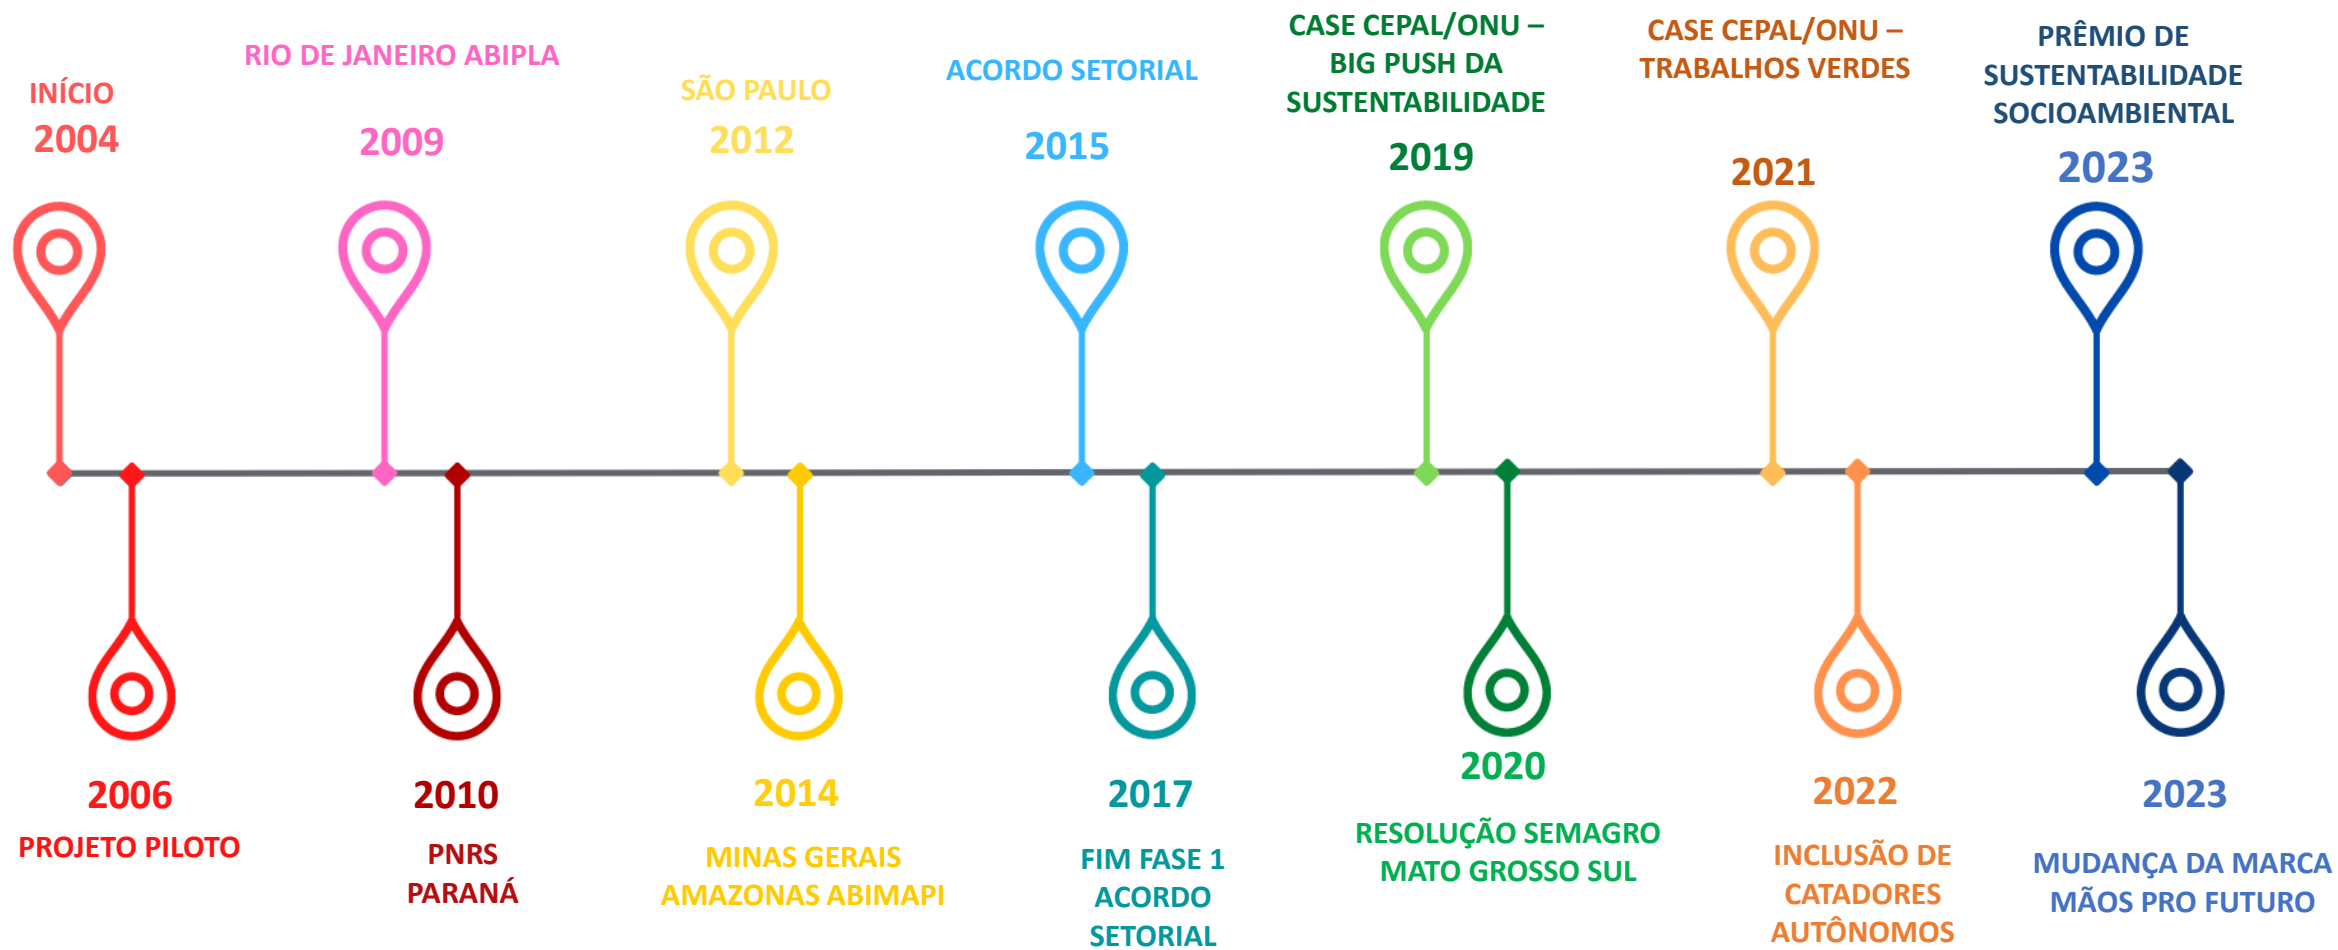 INÍCIO
2004
RIO DE JANEIRO ABIPLA
2009
SÃO PAULO
2012
ACORDO SETORIAL
2015
CASE CEPAL/ONU –
BIG PUSH DA
SUSTENTABILIDADE
2019
CASE CEPAL/ONU –
TRABALHOS VERDES
2021
PRÊMIO DE
SUSTENTABILIDADE
SOCIOAMBIENTAL
2023
2006
PROJETO PILOTO
2010
PNRS
PARANÁ
2014
MINAS GERAIS
AMAZONAS ABIMAPI
2017
FIM FASE 1
ACORDO
SETORIAL
2020
RESOLUÇÃO SEMAGRO
MATO GROSSO SUL
2022
INCLUSÃO DE
CATADORES
AUTÔNOMOS
2023
MUDANÇA DA MARCA
MÃOS PRO FUTURO